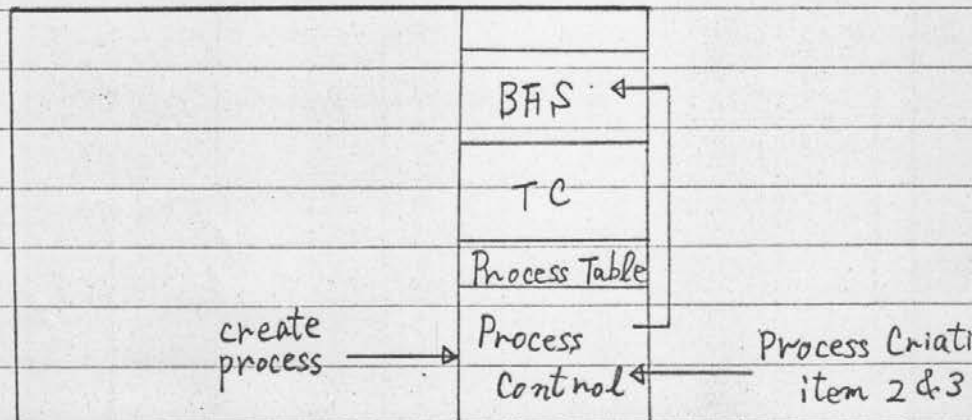 BFS
TC
Process Table
create
process
Process
Control
Process Criati
item 2 & 3